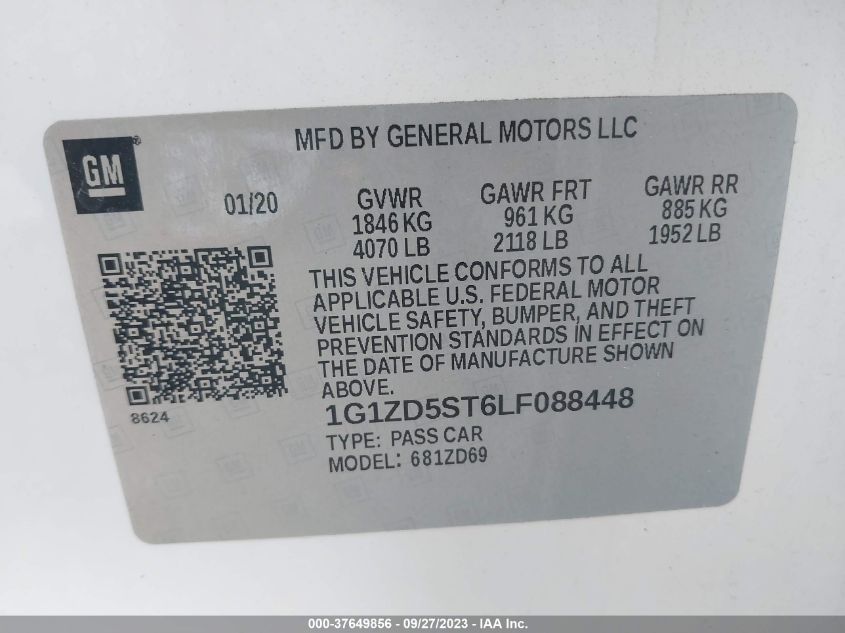 MFD BY GENERAL MOTORS LLC
GM®
01/20
GVWR GAWR FRT GAWR RR
1846 KG 961 KG 885 KG
4070 LB 2118 LB 1952 LB
THIS VEHICLE CONFORMS TO ALL
APPLICABLE U.S. FEDERAL MOTOR
VEHICLE SAFETY, BUMPER, AND THEFT
PREVENTION STANDARDS IN EFFECT ON
THE DATE OF MANUFACTURE SHOWN
ABOVE.
8624
1G1ZD5ST6LF088448
TYPE: PASS CAR
MODEL: 681ZD69
000-37649856 - 09/27/2023 - IAA Inc.